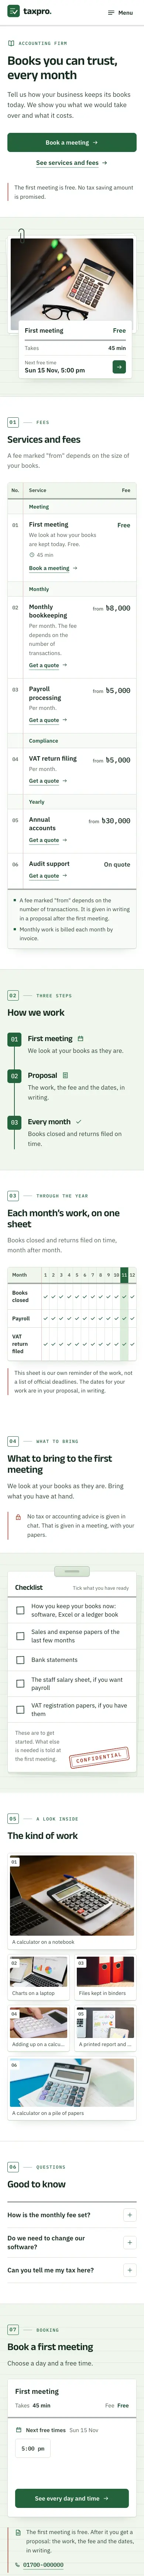 taxpro.
Menu
ACCOUNTING FIRM
Books you can trust,
every month
Tell us how your business keeps its books
today. We show you what we would take
over and what it costs.
Book a meeting →
See services and fees →
The first meeting is free. No tax saving amount
is promised.
First meeting Free
Takes 45 min
Next free time
Sun 15 Nov, 5:00 pm
→
01 FEES
Services and fees
A fee marked "from" depends on the size of
your books.
No. Service Fee
Meeting
01 First meeting Free
We look at how your books
are kept today. Free.
45 min
Book a meeting →
Monthly
02 Monthly
bookkeeping
from ৳8,000
Per month. The fee
depends on the
number of
transactions.
Get a quote →
03 Payroll
processing
from ৳5,000
Per month.
Get a quote →
Compliance
04 VAT return filing from ৳5,000
Per month.
Get a quote →
Yearly
05 Annual
accounts
from ৳30,000
Get a quote →
06 Audit support On quote
Get a quote →
A fee marked "from" depends on the
number of transactions. It is given in writing
in a proposal after the first meeting.
Monthly work is billed each month by
invoice.
02 THREE STEPS
How we work
01 First meeting
We look at your books as they are.
02 Proposal
The work, the fee and the dates, in
writing.
03 Every month
Books closed and returns filed on
time.
03 THROUGH THE YEAR
Each month's work, on one
sheet
Books closed and returns filed on time,
month after month.
Month 1 2 3 4 5 6 7 8 9 10 11 12
Books
closed
Payroll
VAT
return
filed
This sheet is our own reminder of the work, not
a list of official deadlines. The dates for your
work are in your proposal, in writing.
04 WHAT TO BRING
What to bring to the first
meeting
We look at your books as they are. Bring
what you have at hand.
No tax or accounting advice is given in
chat. That is given in a meeting, with your
papers.
Checklist Tick what you have ready
How you keep your books now:
software, Excel or a ledger book
Sales and expense papers of the
last few months
Bank statements
The staff salary sheet, if you want
payroll
VAT registration papers, if you have
them
These are to get
started. What else
is needed is told at
the first meeting.
CONFIDENTIAL
05 A LOOK INSIDE
The kind of work
01
A calculator on a notebook
02
Charts on a laptop
03
Files kept in binders
04
Adding up on a calcu...
05
A printed report and ...
06
A calculator on a pile of papers
06 QUESTIONS
Good to know
How is the monthly fee set? +
Do we need to change our
software? +
Can you tell me my tax here? +
07 BOOKING
Book a first meeting
Choose a day and a free time.
First meeting
Takes 45 min Fee Free
Next free times Sun 15 Nov
5:00 pm
See every day and time →
The first meeting is free. After it you get a
proposal: the work, the fee and the dates,
in writing.
01700-000000